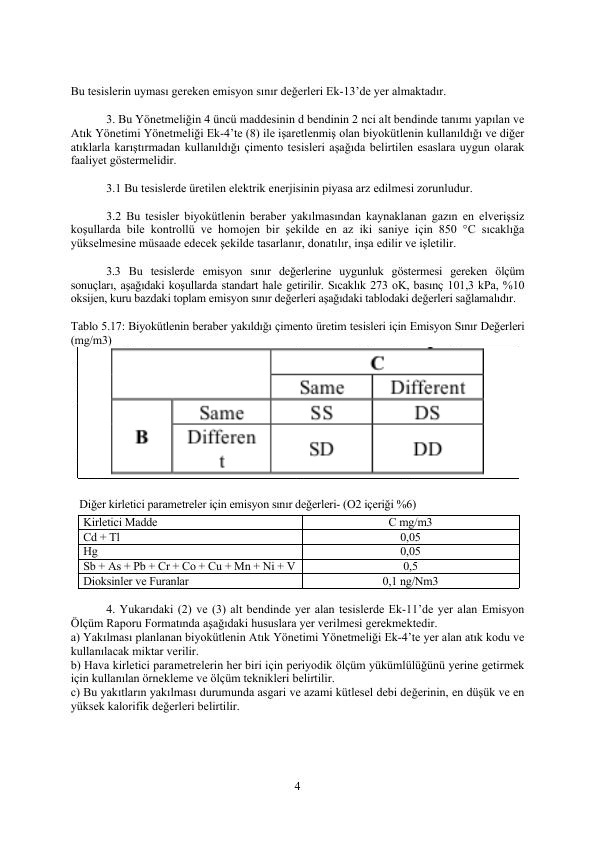 Bu tesislerin uyması gereken emisyon sınır değerleri Ek-13’de yer almaktadır.
3. Bu Yönetmeliğin 4 üncü maddesinin d bendinin 2 nci alt bendinde tanımı yapılan ve
Atık Yönetimi Yönetmeliği Ek-4’te (8) ile işaretlenmiş olan biyokütlenin kullanıldığı ve diğer
atıklarla karıştırmadan kullanıldığı çimento tesisleri aşağıda belirtilen esaslara uygun olarak
faaliyet göstermelidir.
3.1 Bu tesislerde üretilen elektrik enerjisinin piyasa arz edilmesi zorunludur.
3.2 Bu tesisler biyokütlenin beraber yakılmasından kaynaklanan gazın en elverişsiz
koşullarda bile kontrollü ve homojen bir şekilde en az iki saniye için 850 °C sıcaklığa
yükselmesine müsaade edecek şekilde tasarlanır, donatılır, inşa edilir ve işletilir.
3.3 Bu tesislerde emisyon sınır değerlerine uygunluk göstermesi gereken ölçüm
sonuçları, aşağıdaki koşullarda standart hale getirilir. Sıcaklık 273 oK, basınç 101,3 kPa, %10
oksijen, kuru bazdaki toplam emisyon sınır değerleri aşağıdaki tablodaki değerleri sağlamalıdır.
Tablo 5.17: Biyokütlenin beraber yakıldığı çimento üretim tesisleri için Emisyon Sınır Değerleri
(mg/m3)
C
Same Different
B Same SS DS
Differen
t SD DD
Diğer kirletici parametreler için emisyon sınır değerleri- (O2 içeriği %6)
Kirletici Madde C mg/m3
Cd + Tl 0,05
Hg 0,05
Sb + As + Pb + Cr + Co + Cu + Mn + Ni + V 0,5
Dioksinler ve Furanlar 0,1 ng/Nm3
4. Yukarıdaki (2) ve (3) alt bendinde yer alan tesislerde Ek-11’de yer alan Emisyon
Ölçüm Raporu Formatında aşağıdaki hususlara yer verilmesi gerekmektedir.
a) Yakılması planlanan biyokütlenin Atık Yönetimi Yönetmeliği Ek-4’te yer alan atık kodu ve
kullanılacak miktar verilir.
b) Hava kirletici parametrelerin her biri için periyodik ölçüm yükümlülüğünü yerine getirmek
için kullanılan örnekleme ve ölçüm teknikleri belirtilir.
c) Bu yakıtların yakılması durumunda asgari ve azami kütlesel debi değerinin, en düşük ve en
yüksek kalorifik değerleri belirtilir.
4